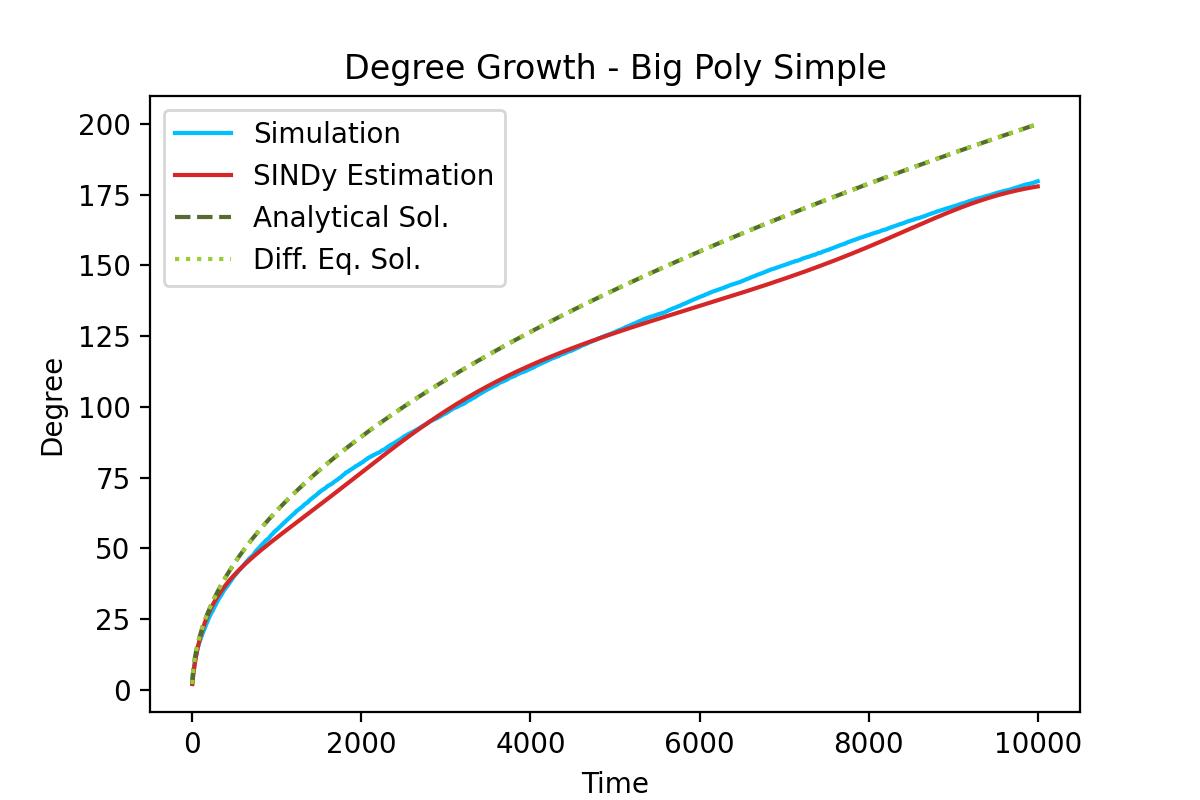 Degree Growth - Big Poly Simple
Simulation
SINDy Estimation
Analytical Sol.
Diff. Eq. Sol.
200
175
150
125
100
75
50
25
0
Degree
0 2000 4000 6000 8000 10000
Time